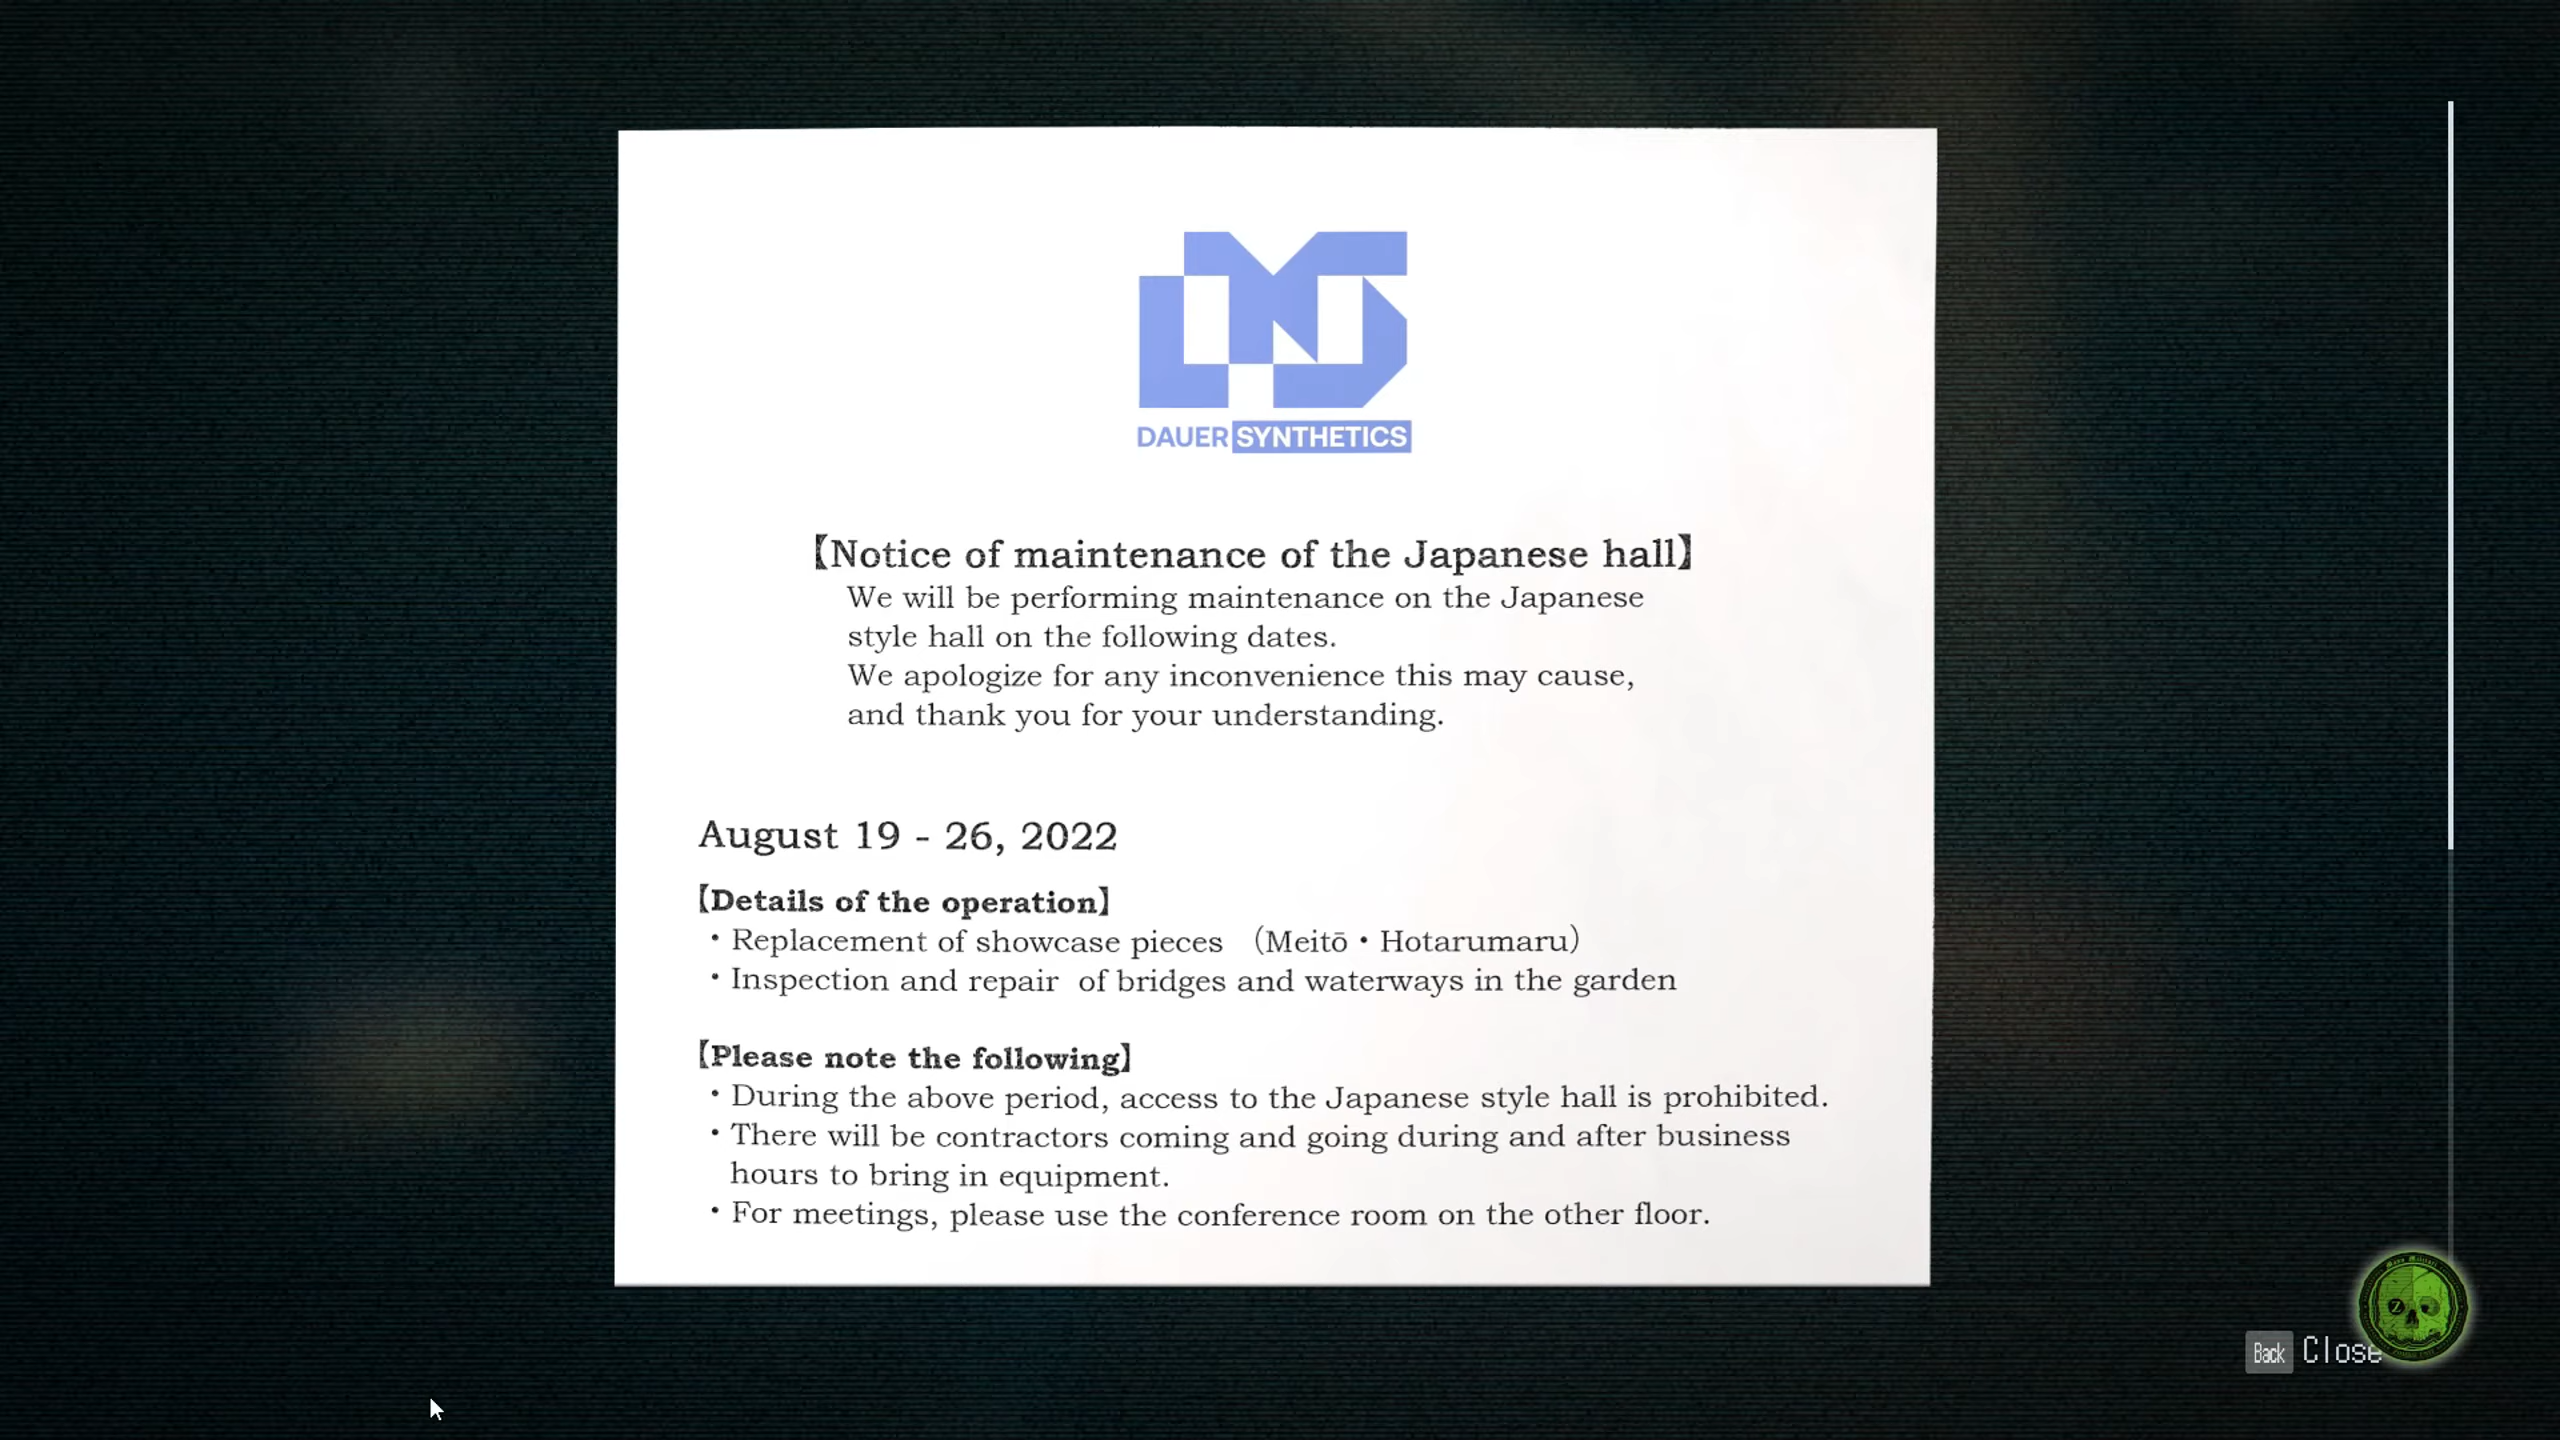 DAUER SYNTHETICS
【Notice of maintenance of the Japanese hall】
We will be performing maintenance on the Japanese
style hall on the following dates.
We apologize for any inconvenience this may cause,
and thank you for your understanding.
August 19 - 26, 2022
【Details of the operation】
・Replacement of showcase pieces （Meitō・Hotarumaru）
・Inspection and repair  of bridges and waterways in the garden
【Please note the following】
・During the above period, access to the Japanese style hall is prohibited.
・There will be contractors coming and going during and after business
hours to bring in equipment.
・For meetings, please use the conference room on the other floor.
Back Close